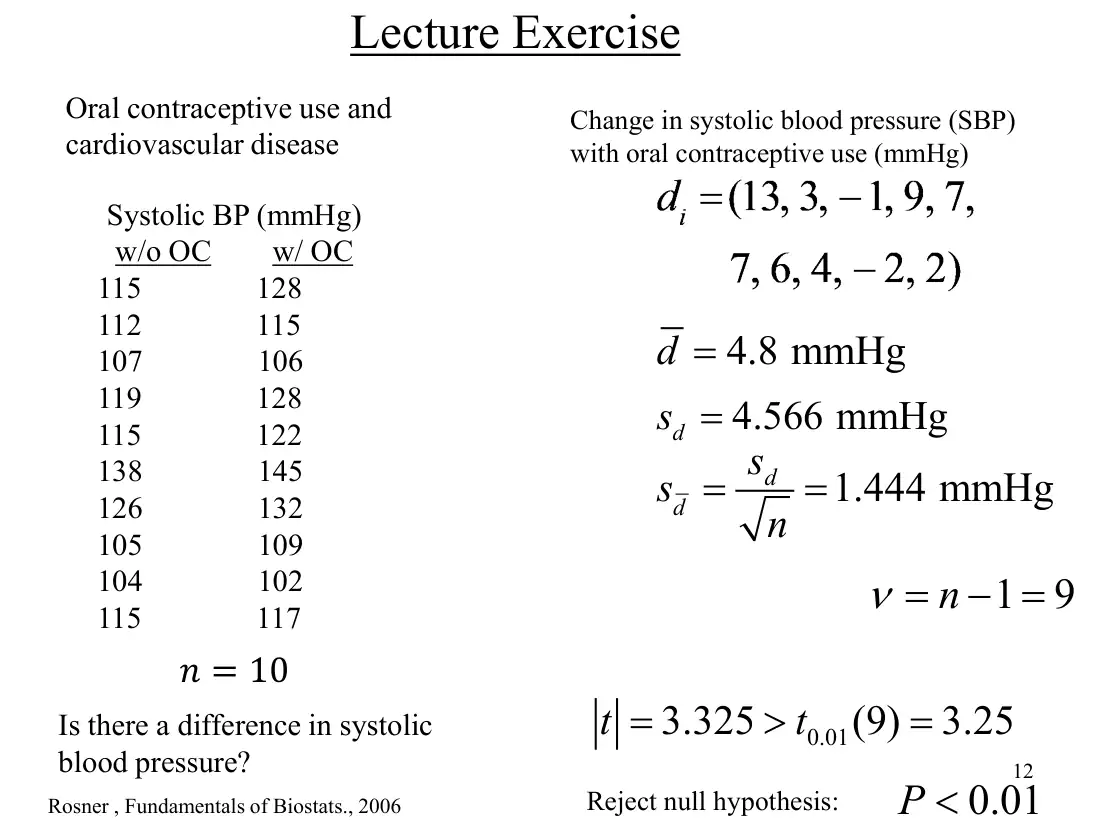 Lecture Exercise
Oral contraceptive use and
cardiovascular disease
Systolic BP (mmHg)
w/o OC w/ OC
115 128
112 115
107 106
119 128
115 122
138 145
126 132
105 109
104 102
115 117
n = 10
Is there a difference in systolic
blood pressure?
Rosner , Fundamentals of Biostats., 2006
Change in systolic blood pressure (SBP)
with oral contraceptive use (mmHg)
d_i = (13, 3, − 1, 9, 7,
7, 6, 4, − 2, 2)
d̅ = 4.8 mmHg
s_d = 4.566 mmHg
s_d̅ = s_d / √n = 1.444 mmHg
ν = n − 1 = 9
|t| = 3.325 > t_0.01 (9) = 3.25
12
Reject null hypothesis: P < 0.01